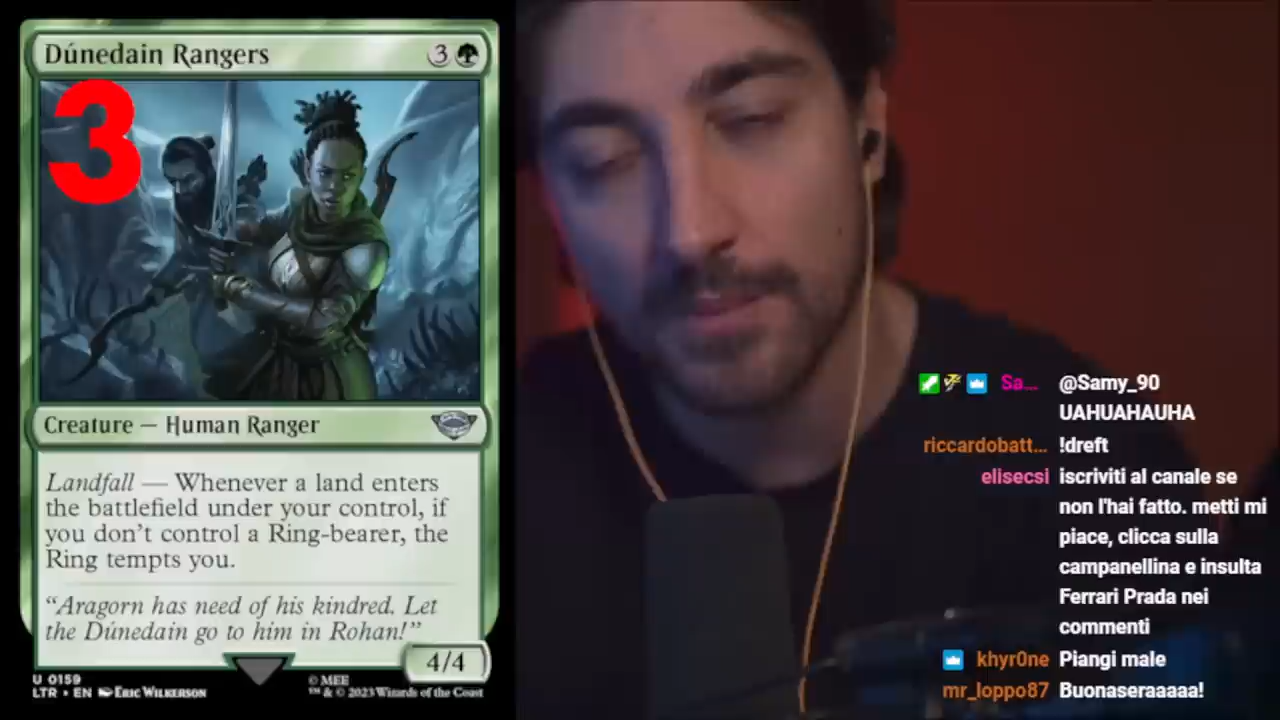 Dúnedain Rangers 3
3
Creature — Human Ranger
Landfall — Whenever a land enters
the battlefield under your control, if
you don't control a Ring-bearer, the
Ring tempts you.
"Aragorn has need of his kindred. Let
the Dúnedain go to him in Rohan!"
4/4
U 0159
LTR • EN Eric Wilkerson
© MEE
™ & © 2023 Wizards of the Coast
Sa... @Samy_90
UAHUAHAUHA
riccardobatt... !dreft
elisecsi iscriviti al canale se
non l'hai fatto. metti mi
piace, clicca sulla
campanellina e insulta
Ferrari Prada nei
commenti
khyr0ne Piangi male
mr_loppo87 Buonaseraaaaa!